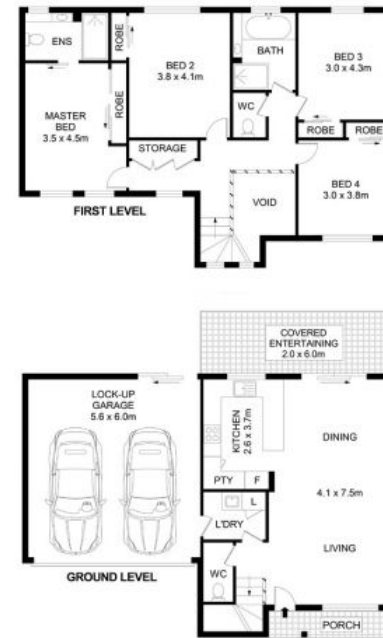 ENS
ROBE
BED 2
3.8 x 4.1m
BATH
BED 3
3.0 x 4.3m
ROBE
MASTER
BED
3.5 x 4.5m
WC
STORAGE
ROBE
ROBE
BED 4
3.0 x 3.8m
VOID
FIRST LEVEL
COVERED
ENTERTAINING
2.0 x 6.0m
LOCK-UP
GARAGE
5.6 x 6.0m
KITCHEN
2.6 x 3.7m
DINING
PTY
F
4.1 x 7.5m
L
L'DRY
LIVING
WC
GROUND LEVEL
PORCH